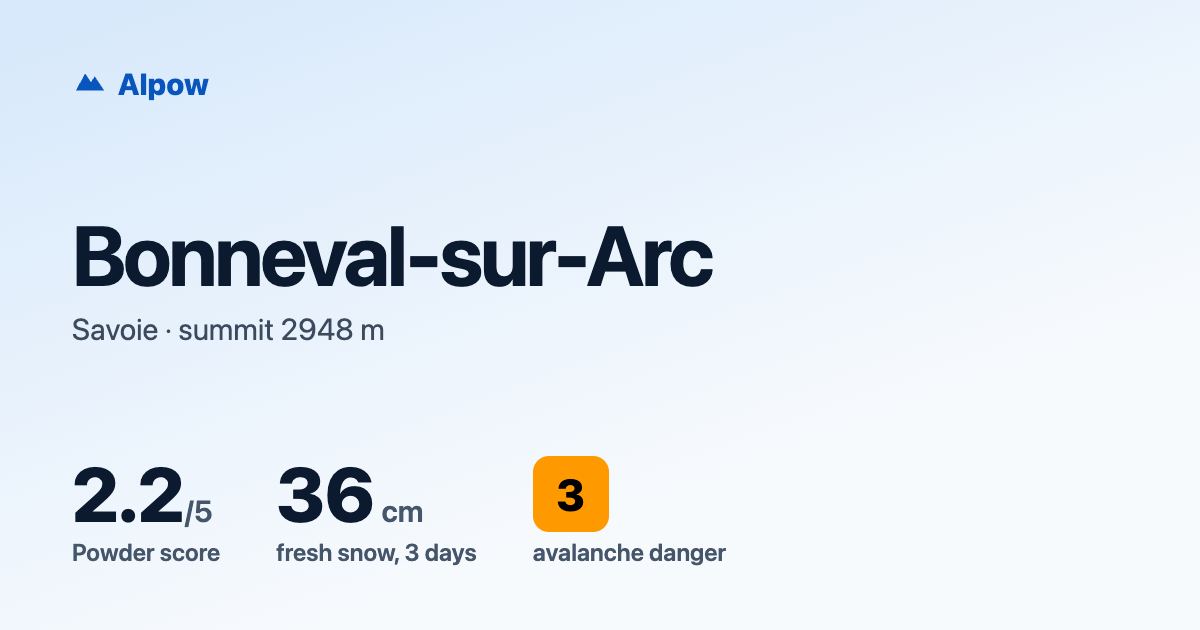 Alpow
Bonneval-sur-Arc
Savoie · summit 2948 m
2.2/5
Powder score
36 cm
fresh snow, 3 days
3
avalanche danger